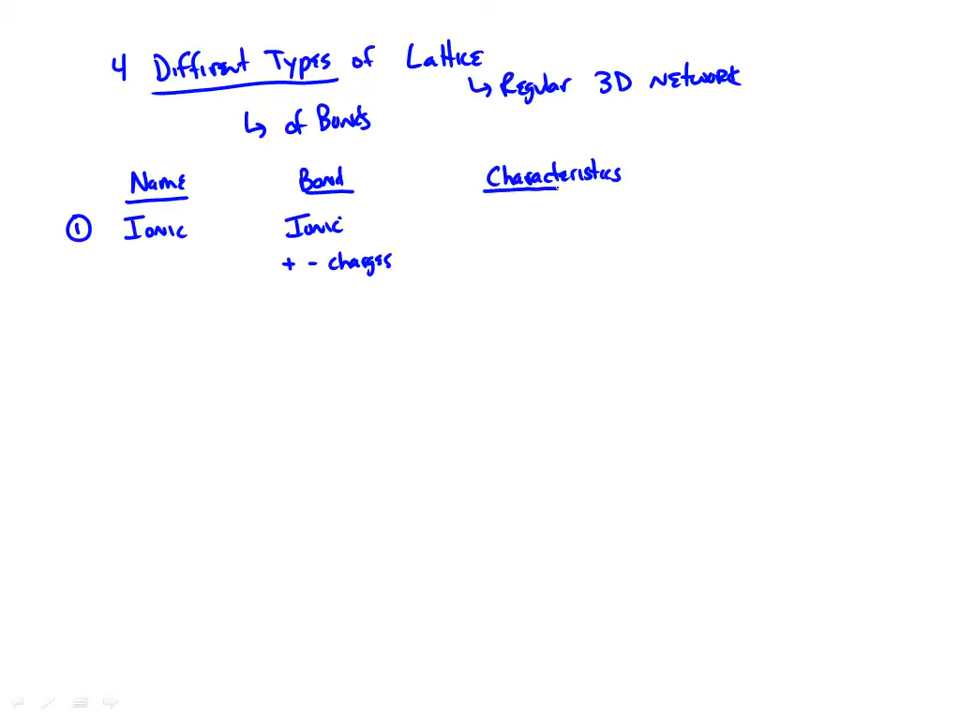 4 Different Types of Lattice
↳ Regular 3D Network
↳ of Bonds
Name Bond Characteristics
① Ionic Ionic
+ - charges